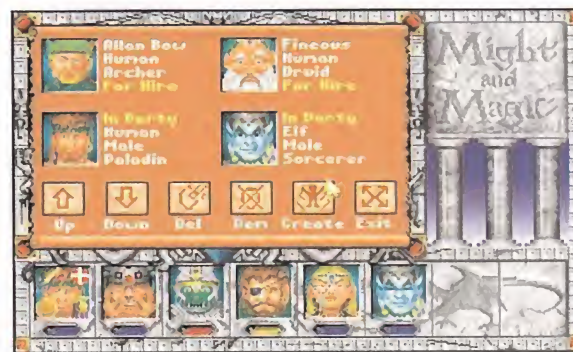 Allan Bow
Human
Archer
For Hire
Fineous
Human
Druid
For Hire
In Party
Human
Male
Paladin
In Party
Elf
Male
Sorcerer
Up
Down
Del
Rem
Create
Exit
Might
and
Magic